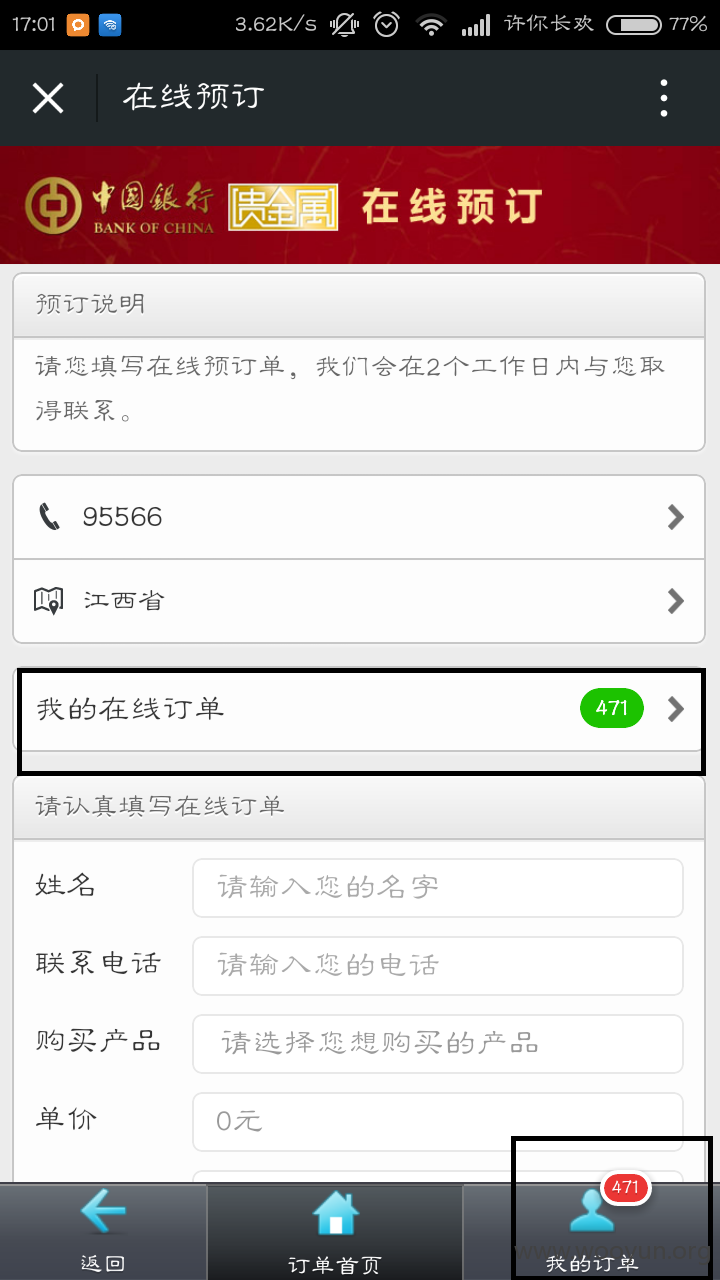 17:01 3.62K/s 许你长欢 77%
在线预订
中国银行 贵金属 在线预订
BANK OF CHINA
预订说明
请您填写在线预订单，我们会在2个工作日内与您取
得联系。
95566
江西省
我的在线订单 471
请认真填写在线订单
姓名 请输入您的名字
联系电话 请输入您的电话
购买产品 请选择您想购买的产品
单价 0元
471
www.wooyun.org
返回 订单首页 我的订单